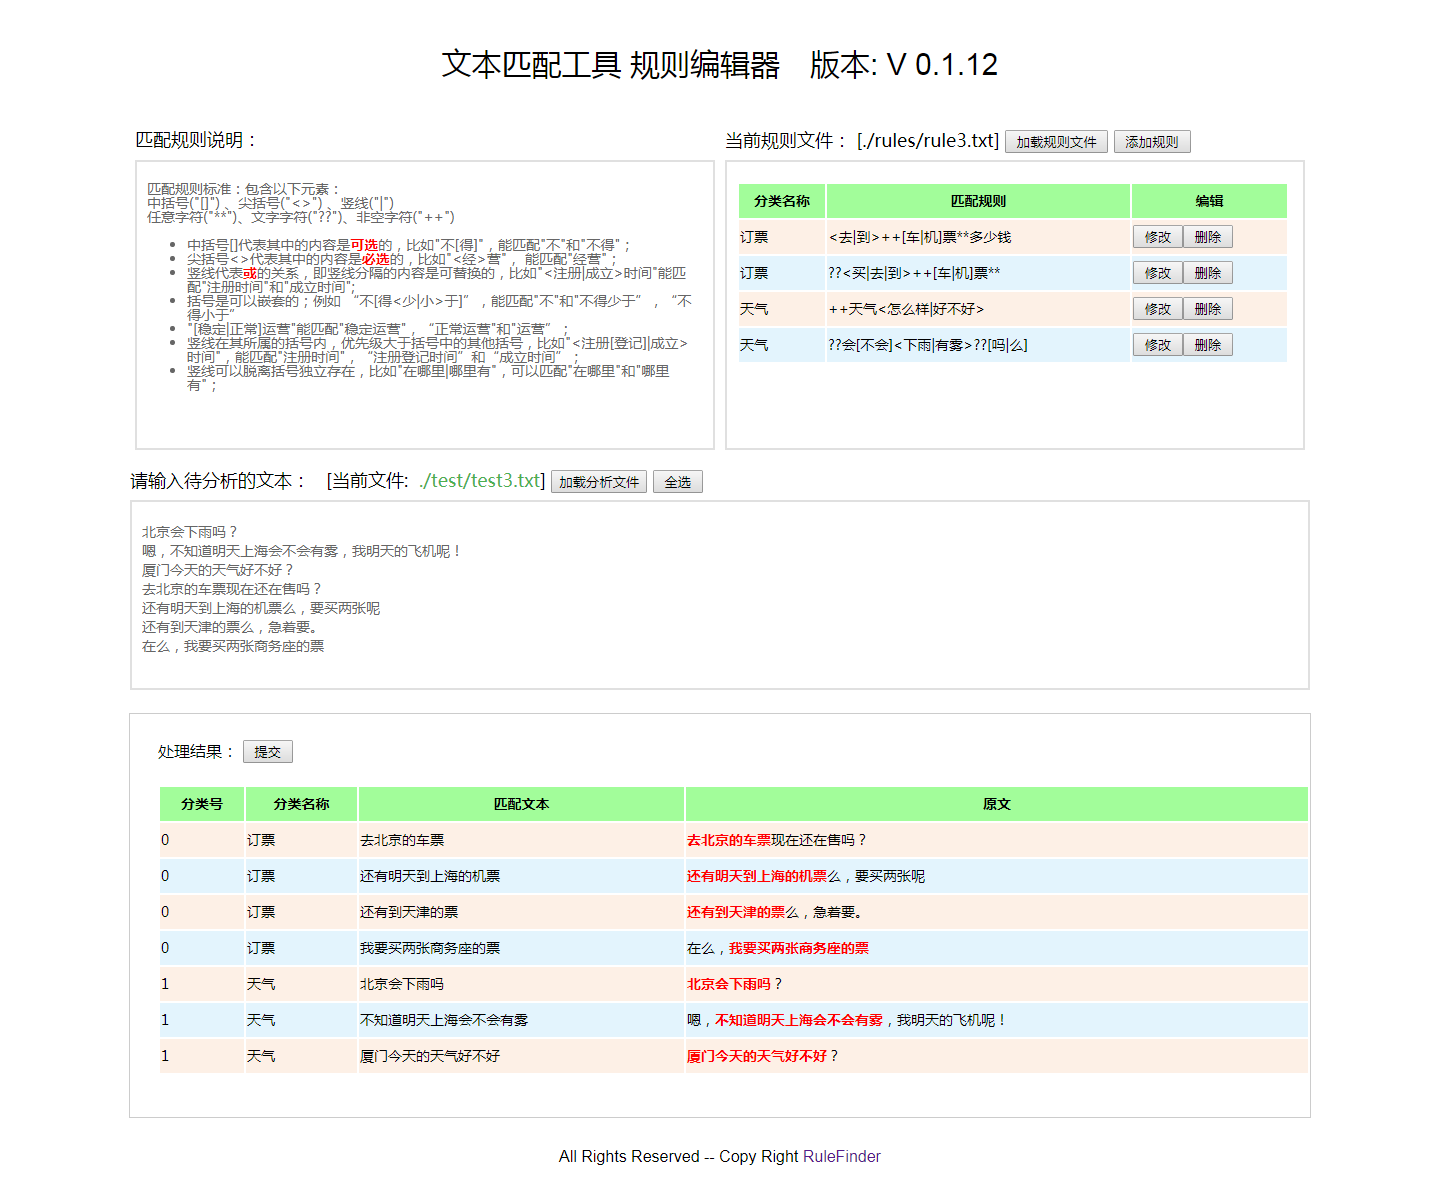 文本匹配工具 规则编辑器 版本: V 0.1.12
匹配规则说明：
匹配规则标准：包含以下元素：
中括号("[]") 、尖括号("<>") 、竖线("|")
任意字符("**")、文字字符("??")、非空字符("++")
中括号[]代表其中的内容是可选的，比如"不[得]"，能匹配"不"和"不得"；
尖括号<>代表其中的内容是必选的，比如"<经>营"， 能匹配"经营"；
竖线代表或的关系，即竖线分隔的内容是可替换的，比如"<注册|成立>时间"能匹
配"注册时间"和"成立时间";
括号是可以嵌套的；例如 “不[得<少|小>于]”，能匹配"不"和"不得少于”，“不
得小于”
"[稳定|正常]运营"能匹配"稳定运营"，“正常运营"和"运营”；
竖线在其所属的括号内，优先级大于括号中的其他括号，比如"<注册[登记]|成立>
时间"，能匹配"注册时间"，“注册登记时间”和“成立时间”；
竖线可以脱离括号独立存在，比如"在哪里|哪里有"，可以匹配"在哪里"和"哪里
有"；
当前规则文件： [./rules/rule3.txt] 加载规则文件 添加规则
分类名称 匹配规则 编辑
订票 <去|到>++[车|机]票**多少钱 修改 删除
订票 ??<买|去|到>++[车|机]票** 修改 删除
天气 ++天气<怎么样|好不好> 修改 删除
天气 ??会[不会]<下雨|有雾>??[吗|么] 修改 删除
请输入待分析的文本： [当前文件: ./test/test3.txt] 加载分析文件 全选
北京会下雨吗？
嗯，不知道明天上海会不会有雾，我明天的飞机呢！
厦门今天的天气好不好？
去北京的车票现在还在售吗？
还有明天到上海的机票么，要买两张呢
还有到天津的票么，急着要。
在么，我要买两张商务座的票
处理结果： 提交
分类号 分类名称 匹配文本 原文
0 订票 去北京的车票 去北京的车票现在还在售吗？
0 订票 还有明天到上海的机票 还有明天到上海的机票么，要买两张呢
0 订票 还有到天津的票 还有到天津的票么，急着要。
0 订票 我要买两张商务座的票 在么，我要买两张商务座的票
1 天气 北京会下雨吗 北京会下雨吗？
1 天气 不知道明天上海会不会有雾 嗯，不知道明天上海会不会有雾，我明天的飞机呢！
1 天气 厦门今天的天气好不好 厦门今天的天气好不好？
All Rights Reserved -- Copy Right RuleFinder